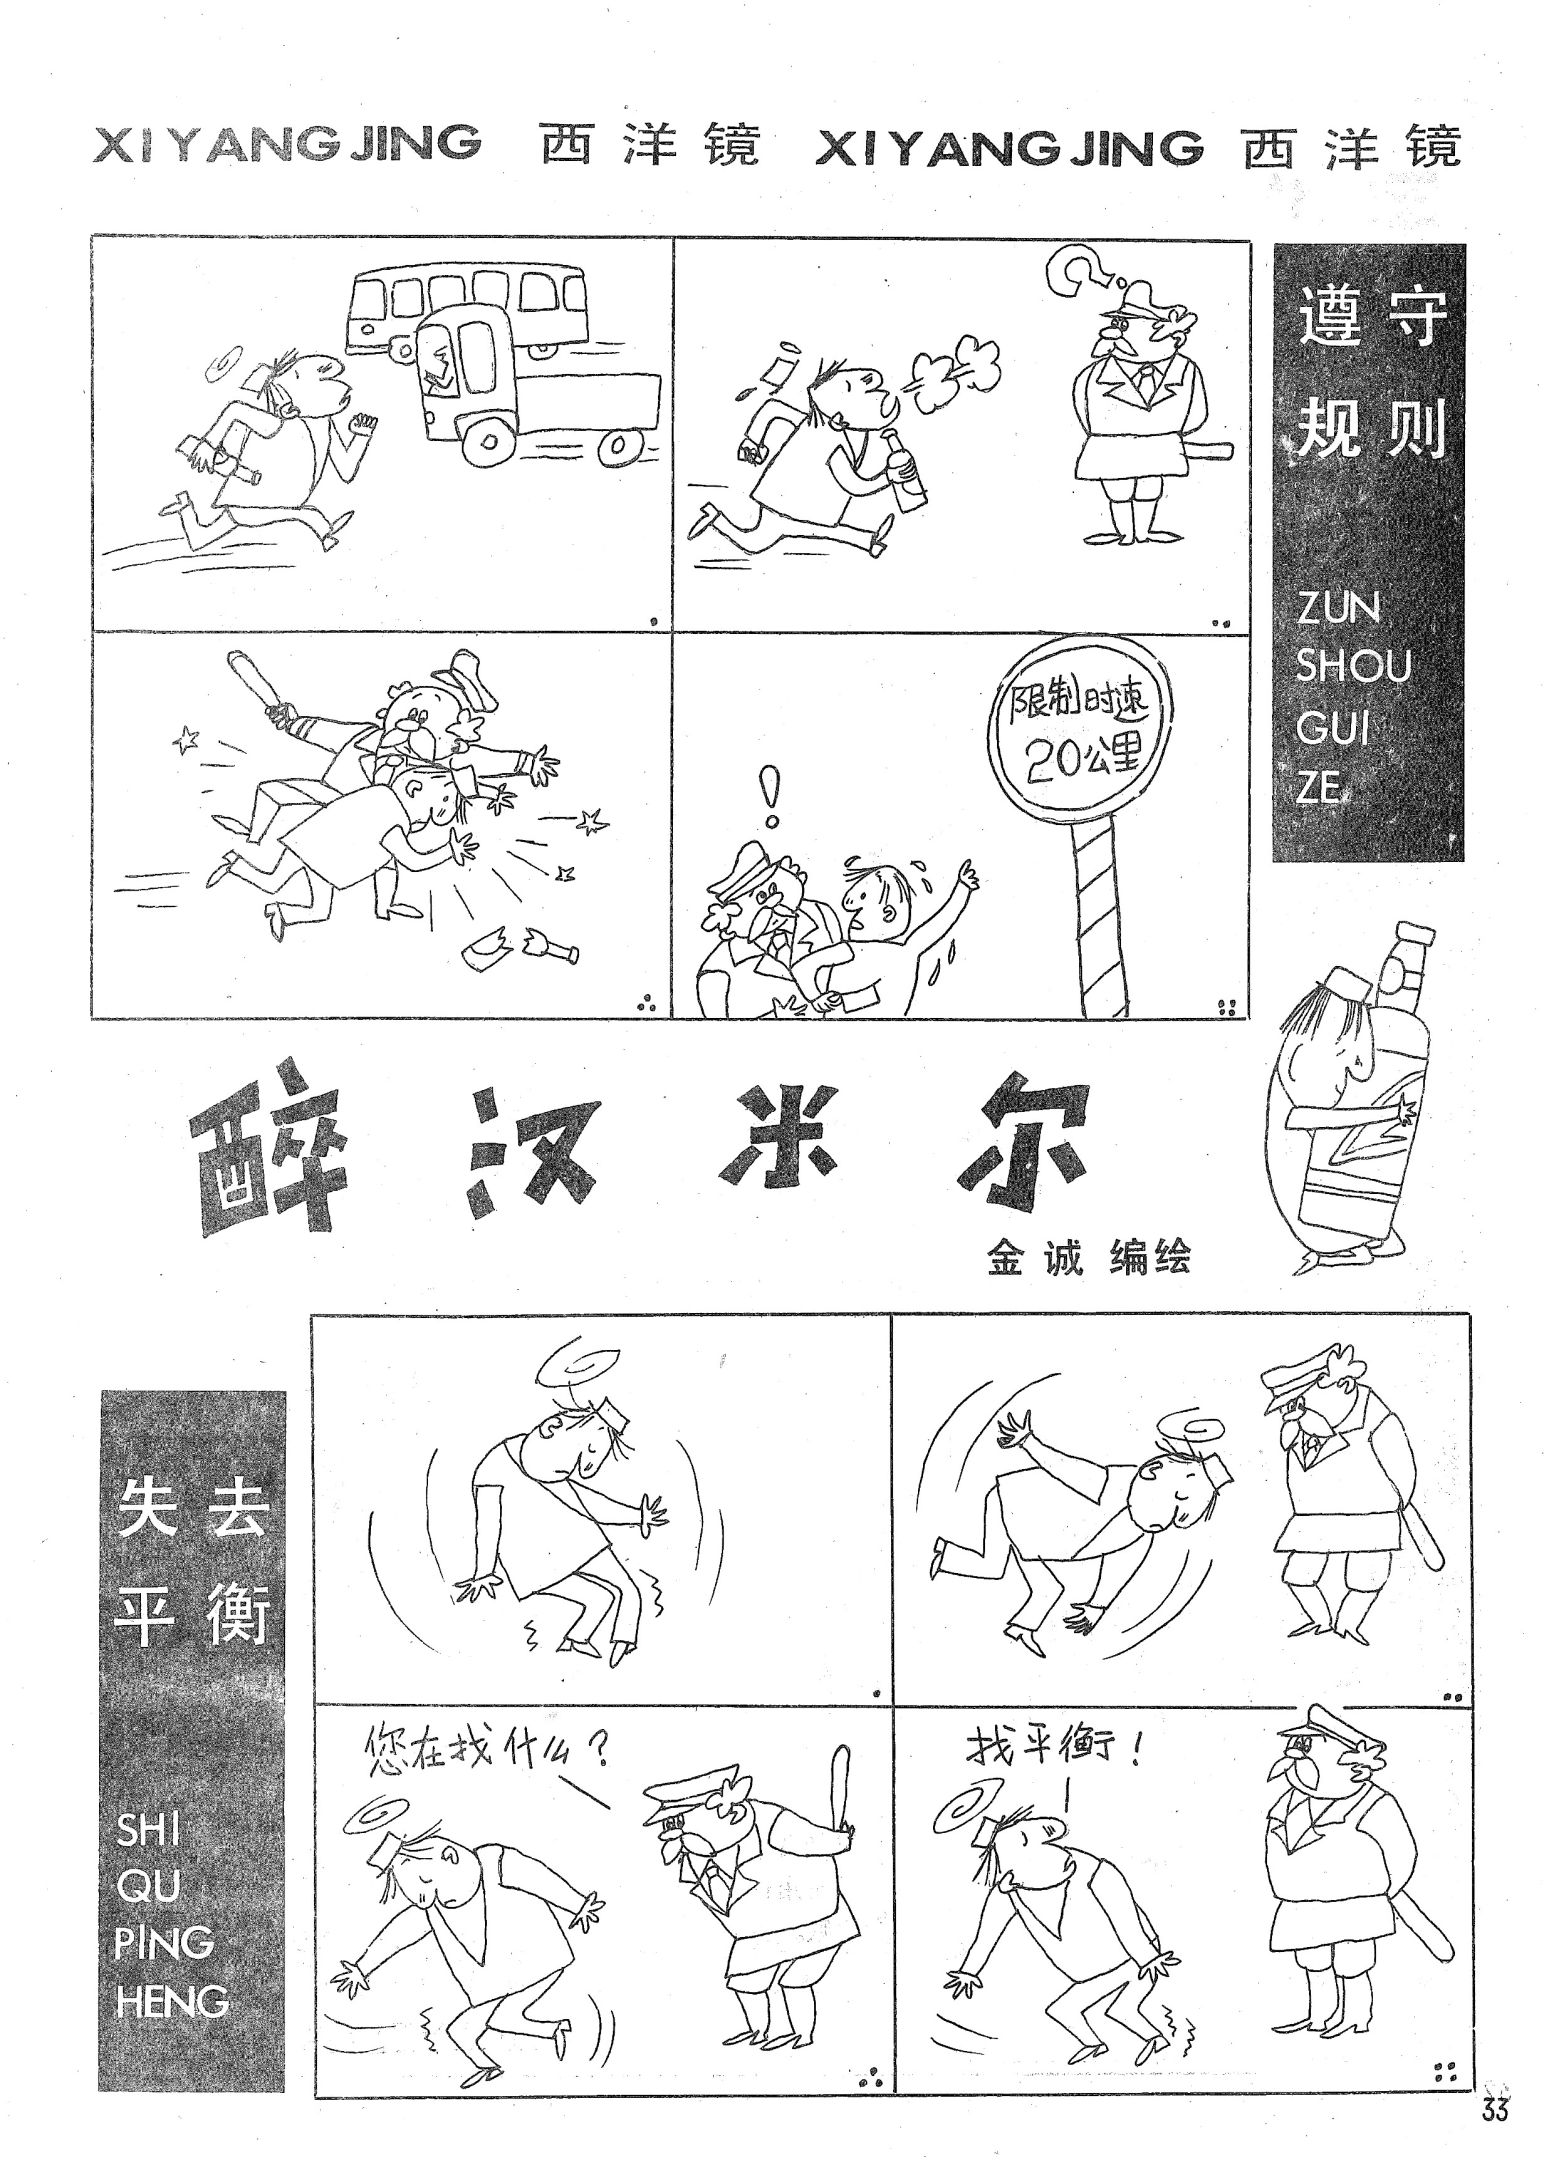 XIYANGJING 西洋镜 XIYANGJING 西洋镜
遵守
规则
ZUN
SHOU
GUI
ZE
限制时速
20公里
醉汉米尔
金诚 编绘
失去
平衡
SHI
QU
PING
HENG
您在找什么？
找平衡！
33